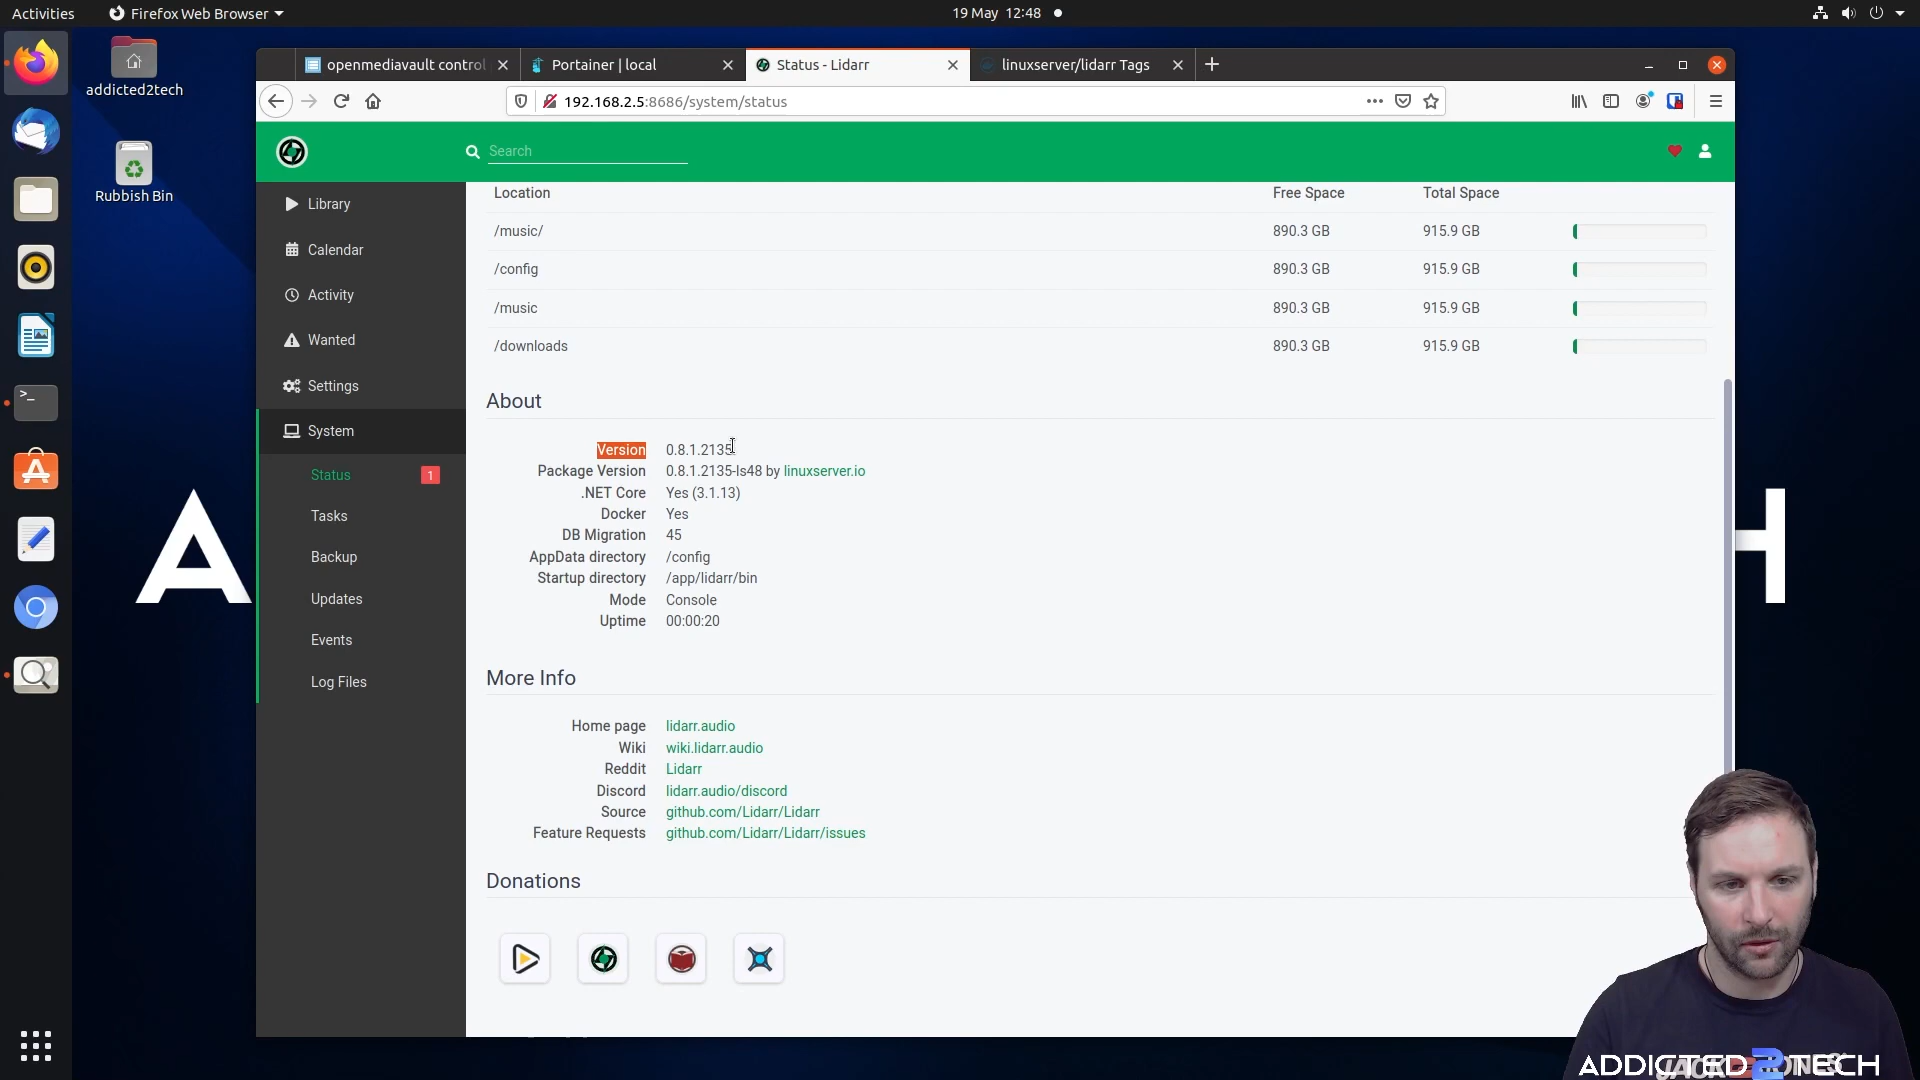 Activities
Firefox Web Browser
19 May 12:48
addicted2tech
Rubbish Bin
openmediavault control
Portainer | local
Status - Lidarr
linuxserver/lidarr Tags
192.168.2.5:8686/system/status
Search
Library
Calendar
Activity
Wanted
Settings
System
Status 1
Tasks
Backup
Updates
Events
Log Files
Location Free Space Total Space
/music/ 890.3 GB 915.9 GB
/config 890.3 GB 915.9 GB
/music 890.3 GB 915.9 GB
/downloads 890.3 GB 915.9 GB
About
Version 0.8.1.2135
Package Version 0.8.1.2135-ls48 by linuxserver.io
.NET Core Yes (3.1.13)
Docker Yes
DB Migration 45
AppData directory /config
Startup directory /app/lidarr/bin
Mode Console
Uptime 00:00:20
More Info
Home page lidarr.audio
Wiki wiki.lidarr.audio
Reddit Lidarr
Discord lidarr.audio/discord
Source github.com/Lidarr/Lidarr
Feature Requests github.com/Lidarr/Lidarr/issues
Donations
A H
ADDICTED2TECH